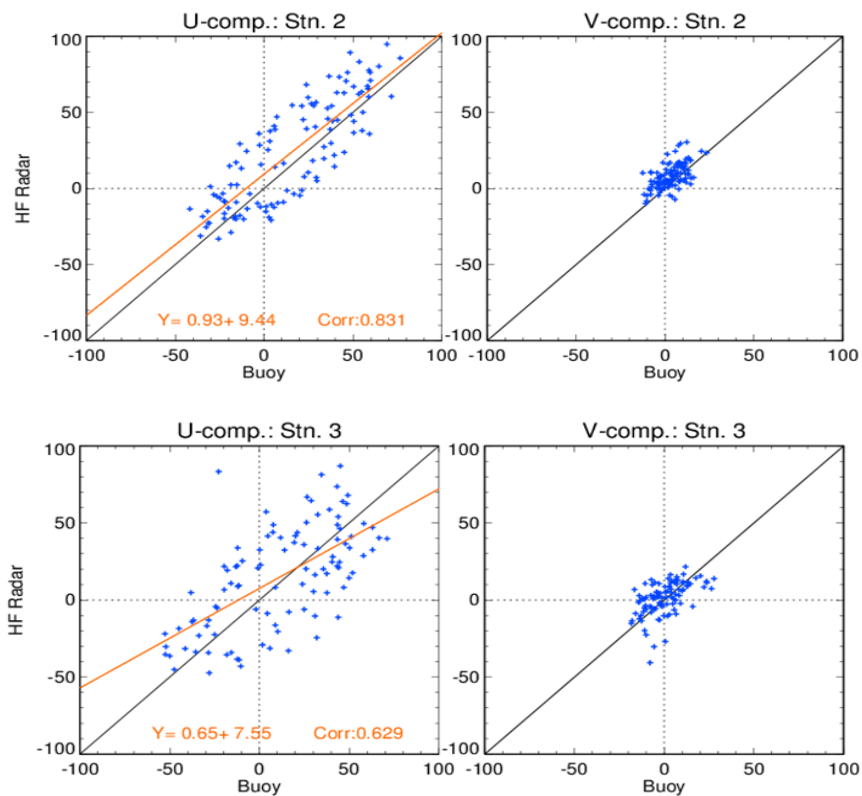 U-comp.: Stn. 2
V-comp.: Stn. 2
100
50
0
-50
-100
HF Radar
Y= 0.93+ 9.44 Corr:0.831
-100 -50 0 50 100
Buoy
100
50
0
-50
-100
-100 -50 0 50 100
Buoy
U-comp.: Stn. 3
V-comp.: Stn. 3
100
50
0
-50
-100
HF Radar
Y= 0.65+ 7.55 Corr:0.629
-100 -50 0 50 100
Buoy
100
50
0
-50
-100
-100 -50 0 50 100
Buoy